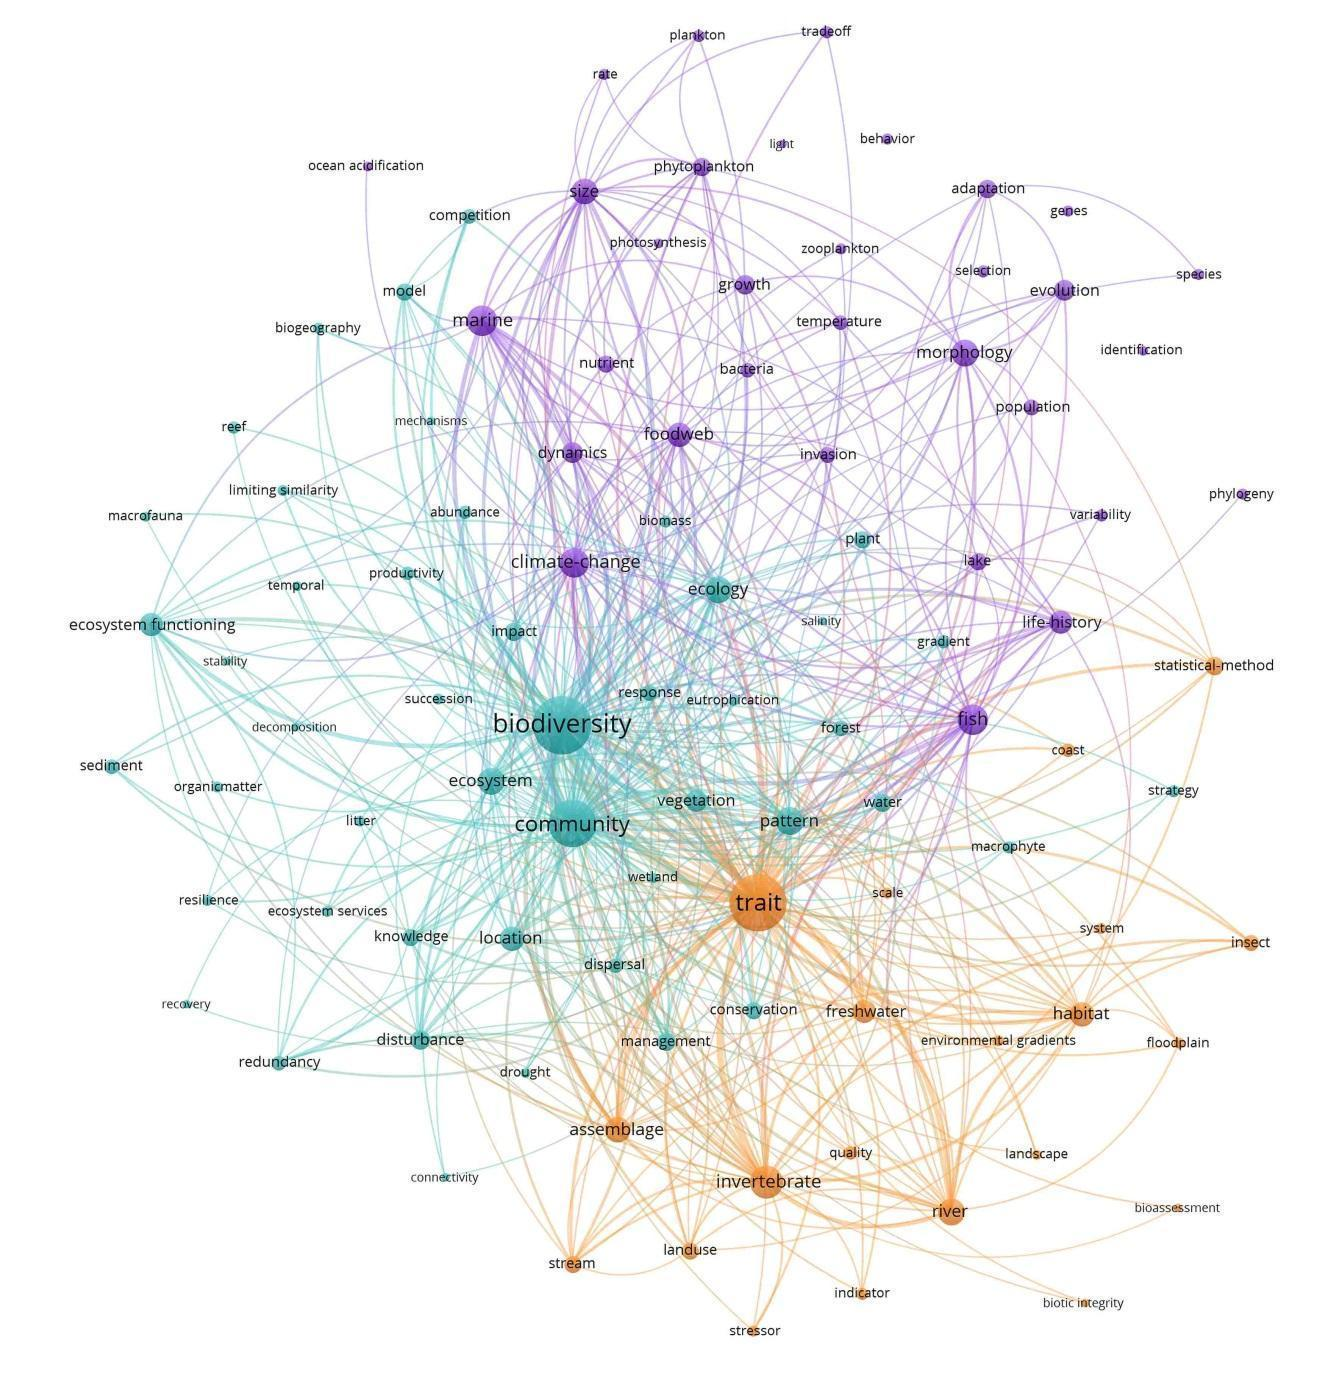 tradeoff
plankton
rate
behavior
light
ocean acidification
phytoplankton
adaptation
size
genes
competition
photosynthesis
zooplankton
selection
species
growth
evolution
model
marine
temperature
biogeography
identification
morphology
nutrient
bacteria
population
mechanisms
reef
foodweb
dynamics
invasion
limiting similarity
phylogeny
abundance
variability
macrofauna
biomass
plant
climate-change
lake
productivity
temporal
ecology
salinity
life-history
ecosystem functioning
impact
gradient
stability
statistical-method
response
succession
eutrophication
fish
biodiversity
decomposition
forest
coast
sediment
ecosystem
organicmatter
strategy
vegetation
water
litter
pattern
community
macrophyte
wetland
scale
resilience
trait
ecosystem services
system
knowledge
location
insect
dispersal
recovery
conservation
freshwater
habitat
disturbance
management
environmental gradients
floodplain
redundancy
drought
assemblage
quality
landscape
connectivity
invertebrate
bioassessment
river
landuse
stream
indicator
biotic integrity
stressor